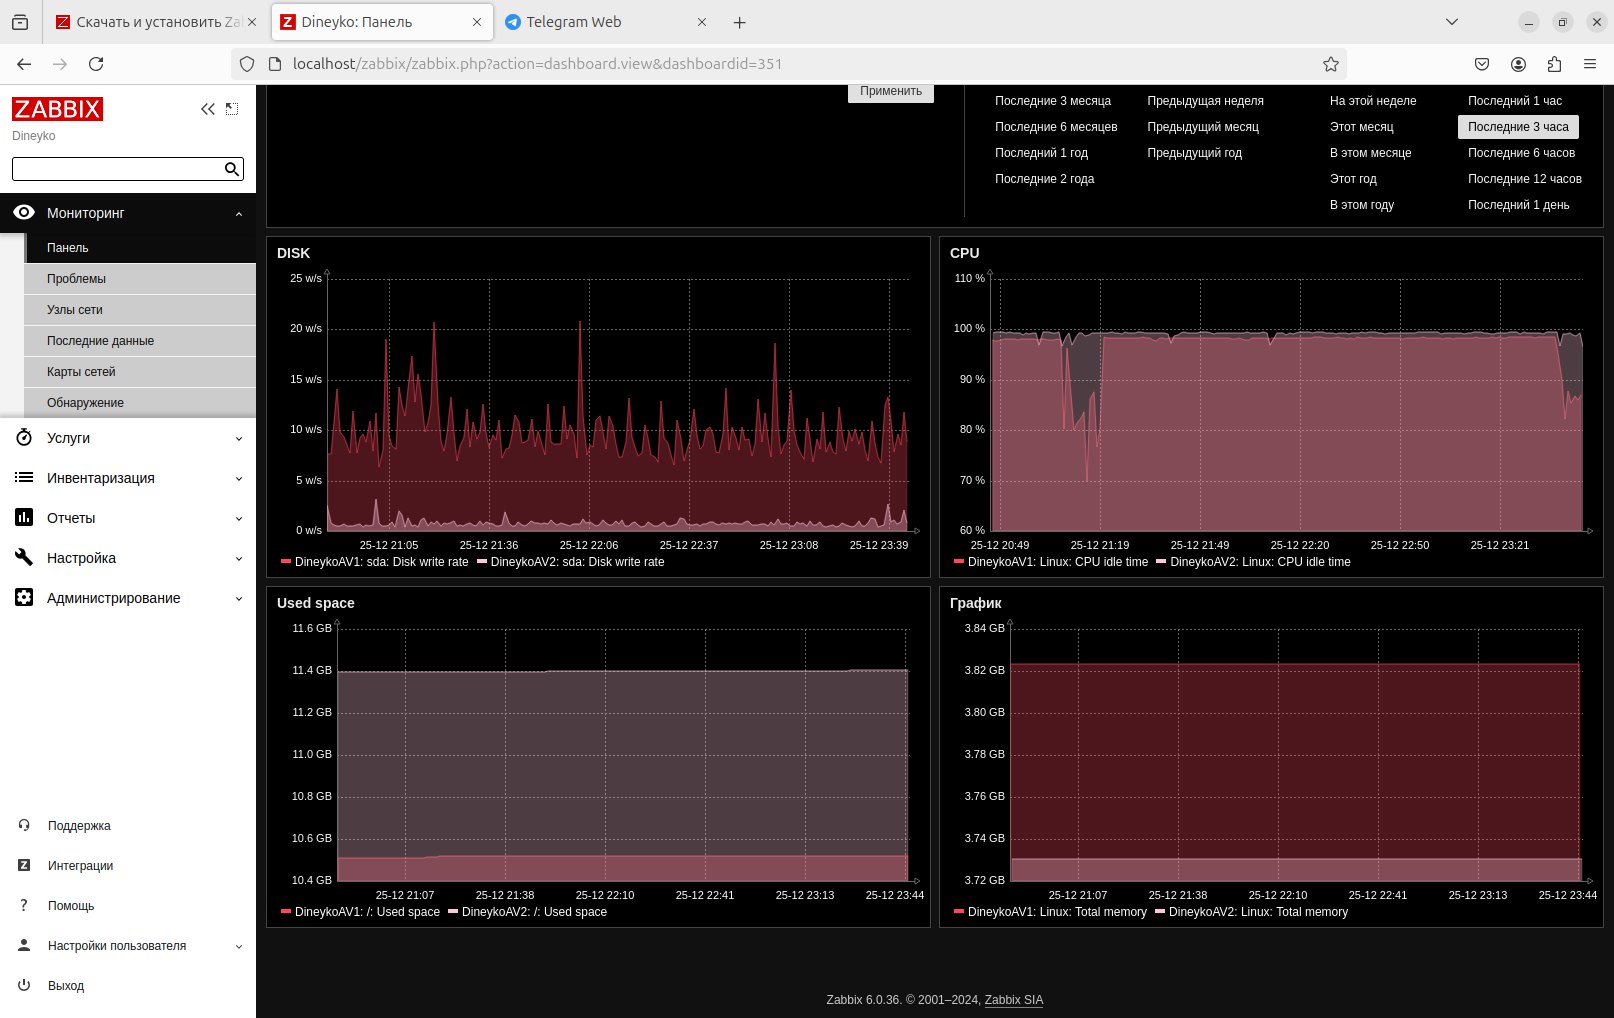 Скачать и установить Za
Dineyko: Панель
Telegram Web
localhost/zabbix/zabbix.php?action=dashboard.view&dashboardid=351
ZABBIX
Dineyko
Мониторинг
Панель
Проблемы
Узлы сети
Последние данные
Карты сетей
Обнаружение
Услуги
Инвентаризация
Отчеты
Настройка
Администрирование
Поддержка
Интеграции
Помощь
Настройки пользователя
Выход
Применить
Последние 3 месяца Предыдущая неделя На этой неделе Последний 1 час
Последние 6 месяцев Предыдущий месяц Этот месяц Последние 3 часа
Последний 1 год Предыдущий год В этом месяце Последние 6 часов
Последние 2 года Этот год Последние 12 часов
В этом году Последний 1 день
DISK
25 w/s
20 w/s
15 w/s
10 w/s
5 w/s
0 w/s
25-12 21:05 25-12 21:36 25-12 22:06 25-12 22:37 25-12 23:08 25-12 23:39
DineykoAV1: sda: Disk write rate DineykoAV2: sda: Disk write rate
CPU
110 %
100 %
90 %
80 %
70 %
60 %
25-12 20:49 25-12 21:19 25-12 21:49 25-12 22:20 25-12 22:50 25-12 23:21
DineykoAV1: Linux: CPU idle time DineykoAV2: Linux: CPU idle time
Used space
11.6 GB
11.4 GB
11.2 GB
11.0 GB
10.8 GB
10.6 GB
10.4 GB
25-12 21:07 25-12 21:38 25-12 22:10 25-12 22:41 25-12 23:13 25-12 23:44
DineykoAV1: /: Used space DineykoAV2: /: Used space
График
3.84 GB
3.82 GB
3.80 GB
3.78 GB
3.76 GB
3.74 GB
3.72 GB
25-12 21:07 25-12 21:38 25-12 22:10 25-12 22:41 25-12 23:13 25-12 23:44
DineykoAV1: Linux: Total memory DineykoAV2: Linux: Total memory
Zabbix 6.0.36. © 2001–2024, Zabbix SIA